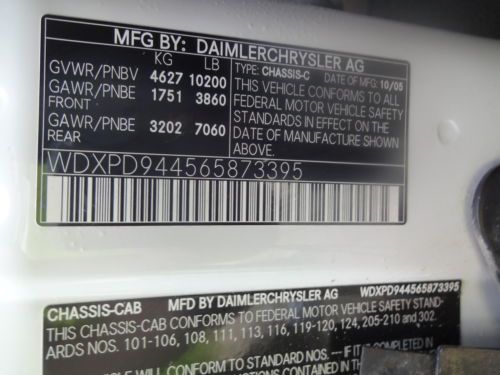 MFG BY: DAIMLERCHRYSLER AG
KG LB
GVWR/PNBV 4627 10200
GAWR/PNBE 1751 3860
FRONT
GAWR/PNBE 3202 7060
REAR
TYPE: CHASSIS-C DATE OF MFG: 10/05
THIS VEHICLE CONFORMS TO ALL
FEDERAL MOTOR VEHICLE SAFETY
STANDARDS IN EFFECT ON THE
DATE OF MANUFACTURE SHOWN
ABOVE.
WDXPD944565873395
WDXPD944565873395
CHASSIS-CAB MFD BY DAIMLERCHRYSLER AG
THIS CHASSIS-CAB CONFORMS TO FEDERAL MOTOR VEHICLE SAFETY STAND-
ARDS NOS. 101-106, 108, 111, 113, 116, 119-120, 124, 205-210 and 302.